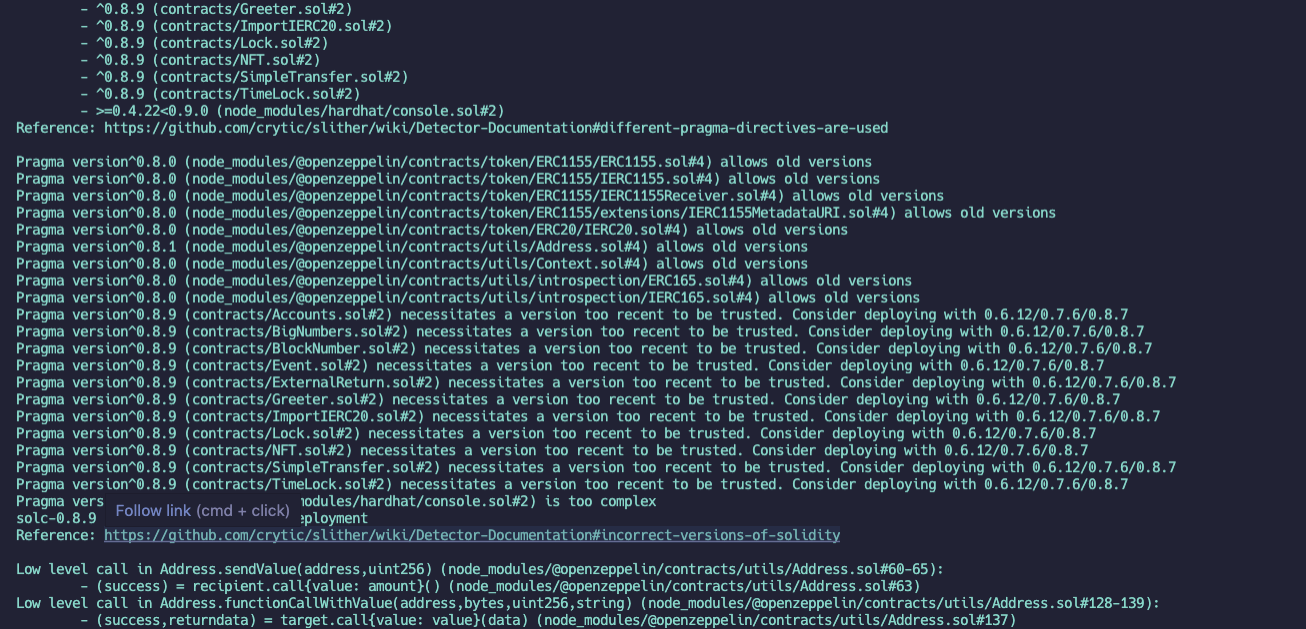 - ^0.8.9 (contracts/Greeter.sol#2)
- ^0.8.9 (contracts/ImportIERC20.sol#2)
- ^0.8.9 (contracts/Lock.sol#2)
- ^0.8.9 (contracts/NFT.sol#2)
- ^0.8.9 (contracts/SimpleTransfer.sol#2)
- ^0.8.9 (contracts/TimeLock.sol#2)
- >=0.4.22<0.9.0 (node_modules/hardhat/console.sol#2)
Reference: https://github.com/crytic/slither/wiki/Detector-Documentation#different-pragma-directives-are-used
Pragma version^0.8.0 (node_modules/@openzeppelin/contracts/token/ERC1155/ERC1155.sol#4) allows old versions
Pragma version^0.8.0 (node_modules/@openzeppelin/contracts/token/ERC1155/IERC1155.sol#4) allows old versions
Pragma version^0.8.0 (node_modules/@openzeppelin/contracts/token/ERC1155/IERC1155Receiver.sol#4) allows old versions
Pragma version^0.8.0 (node_modules/@openzeppelin/contracts/token/ERC1155/extensions/IERC1155MetadataURI.sol#4) allows old versions
Pragma version^0.8.0 (node_modules/@openzeppelin/contracts/token/ERC20/IERC20.sol#4) allows old versions
Pragma version^0.8.1 (node_modules/@openzeppelin/contracts/utils/Address.sol#4) allows old versions
Pragma version^0.8.0 (node_modules/@openzeppelin/contracts/utils/Context.sol#4) allows old versions
Pragma version^0.8.0 (node_modules/@openzeppelin/contracts/utils/introspection/ERC165.sol#4) allows old versions
Pragma version^0.8.0 (node_modules/@openzeppelin/contracts/utils/introspection/IERC165.sol#4) allows old versions
Pragma version^0.8.9 (contracts/Accounts.sol#2) necessitates a version too recent to be trusted. Consider deploying with 0.6.12/0.7.6/0.8.7
Pragma version^0.8.9 (contracts/BigNumbers.sol#2) necessitates a version too recent to be trusted. Consider deploying with 0.6.12/0.7.6/0.8.7
Pragma version^0.8.9 (contracts/BlockNumber.sol#2) necessitates a version too recent to be trusted. Consider deploying with 0.6.12/0.7.6/0.8.7
Pragma version^0.8.9 (contracts/Event.sol#2) necessitates a version too recent to be trusted. Consider deploying with 0.6.12/0.7.6/0.8.7
Pragma version^0.8.9 (contracts/ExternalReturn.sol#2) necessitates a version too recent to be trusted. Consider deploying with 0.6.12/0.7.6/0.8.7
Pragma version^0.8.9 (contracts/Greeter.sol#2) necessitates a version too recent to be trusted. Consider deploying with 0.6.12/0.7.6/0.8.7
Pragma version^0.8.9 (contracts/ImportIERC20.sol#2) necessitates a version too recent to be trusted. Consider deploying with 0.6.12/0.7.6/0.8.7
Pragma version^0.8.9 (contracts/Lock.sol#2) necessitates a version too recent to be trusted. Consider deploying with 0.6.12/0.7.6/0.8.7
Pragma version^0.8.9 (contracts/NFT.sol#2) necessitates a version too recent to be trusted. Consider deploying with 0.6.12/0.7.6/0.8.7
Pragma version^0.8.9 (contracts/SimpleTransfer.sol#2) necessitates a version too recent to be trusted. Consider deploying with 0.6.12/0.7.6/0.8.7
Pragma version^0.8.9 (contracts/TimeLock.sol#2) necessitates a version too recent to be trusted. Consider deploying with 0.6.12/0.7.6/0.8.7
Pragma vers odules/hardhat/console.sol#2) is too complex
Follow link (cmd + click)
solc-0.8.9 eployment
Reference: https://github.com/crytic/slither/wiki/Detector-Documentation#incorrect-versions-of-solidity
Low level call in Address.sendValue(address,uint256) (node_modules/@openzeppelin/contracts/utils/Address.sol#60-65):
- (success) = recipient.call{value: amount}() (node_modules/@openzeppelin/contracts/utils/Address.sol#63)
Low level call in Address.functionCallWithValue(address,bytes,uint256,string) (node_modules/@openzeppelin/contracts/utils/Address.sol#128-139):
- (success,returndata) = target.call{value: value}(data) (node_modules/@openzeppelin/contracts/utils/Address.sol#137)